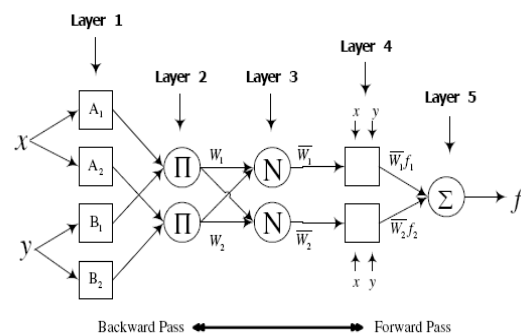 Layer 1
Layer 2
Layer 3
Layer 4
Layer 5
x y
A₁
A₂
x
B₁
B₂
y
Π
Π
W₁
W₂
N
N
W̅₁
W̅₂
W̅₁f₁
W̅₂f₂
Σ
f
x y
Backward Pass
Forward Pass